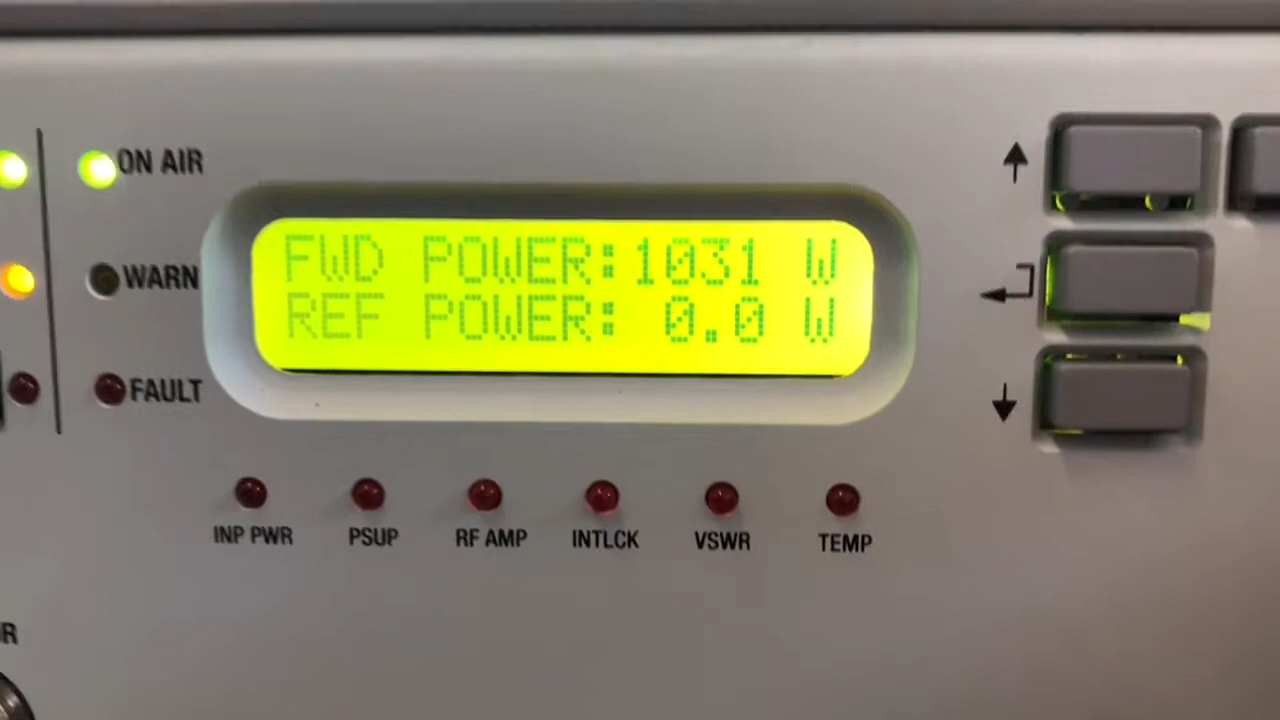 ON AIR
WARN
FAULT
FWD POWER:1031 W
REF POWER: 0.0 W
INP PWR
PSUP
RF AMP
INTLCK
VSWR
TEMP